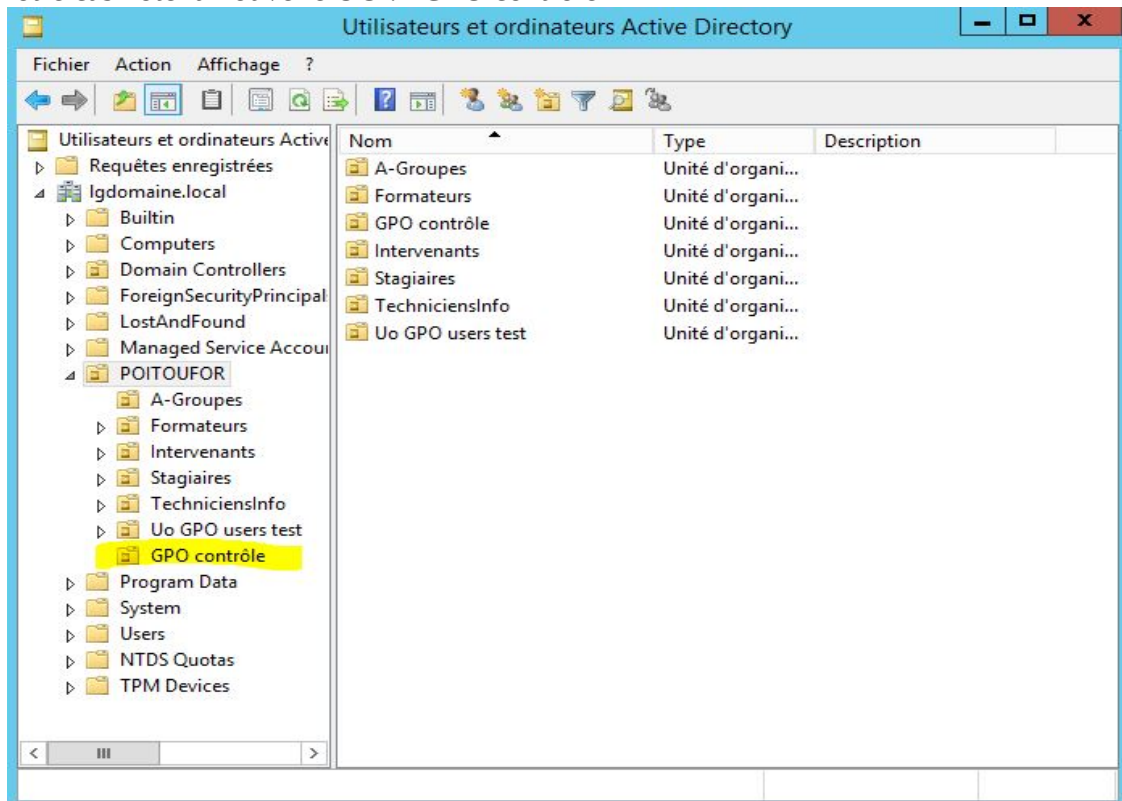 Utilisateurs et ordinateurs Active Directory
Fichier Action Affichage ?
Utilisateurs et ordinateurs Active
Requêtes enregistrées
lgdomaine.local
Builtin
Computers
Domain Controllers
ForeignSecurityPrincipal
LostAndFound
Managed Service Accou
POITOUFOR
A-Groupes
Formateurs
Intervenants
Stagiaires
TechniciensInfo
Uo GPO users test
GPO contrôle
Program Data
System
Users
NTDS Quotas
TPM Devices
Nom Type Description
A-Groupes Unité d'organi...
Formateurs Unité d'organi...
GPO contrôle Unité d'organi...
Intervenants Unité d'organi...
Stagiaires Unité d'organi...
TechniciensInfo Unité d'organi...
Uo GPO users test Unité d'organi...